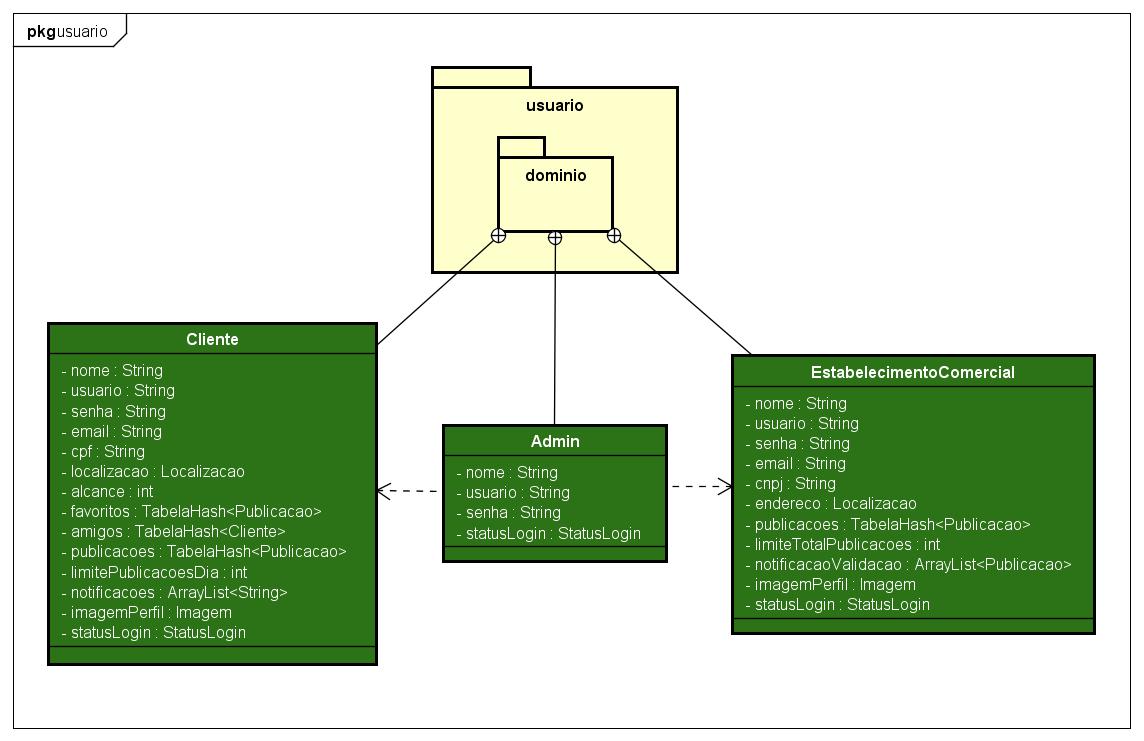 pkg usuario
usuario
dominio
Cliente
- nome : String
- usuario : String
- senha : String
- email : String
- cpf : String
- localizacao : Localizacao
- alcance : int
- favoritos : TabelaHash<Publicacao>
- amigos : TabelaHash<Cliente>
- publicacoes : TabelaHash<Publicacao>
- limitePublicacoesDia : int
- notificacoes : ArrayList<String>
- imagemPerfil : Imagem
- statusLogin : StatusLogin
Admin
- nome : String
- usuario : String
- senha : String
- statusLogin : StatusLogin
EstabelecimentoComercial
- nome : String
- usuario : String
- senha : String
- email : String
- cnpj : String
- endereco : Localizacao
- publicacoes : TabelaHash<Publicacao>
- limiteTotalPublicacoes : int
- notificacaoValidacao : ArrayList<Publicacao>
- imagemPerfil : Imagem
- statusLogin : StatusLogin